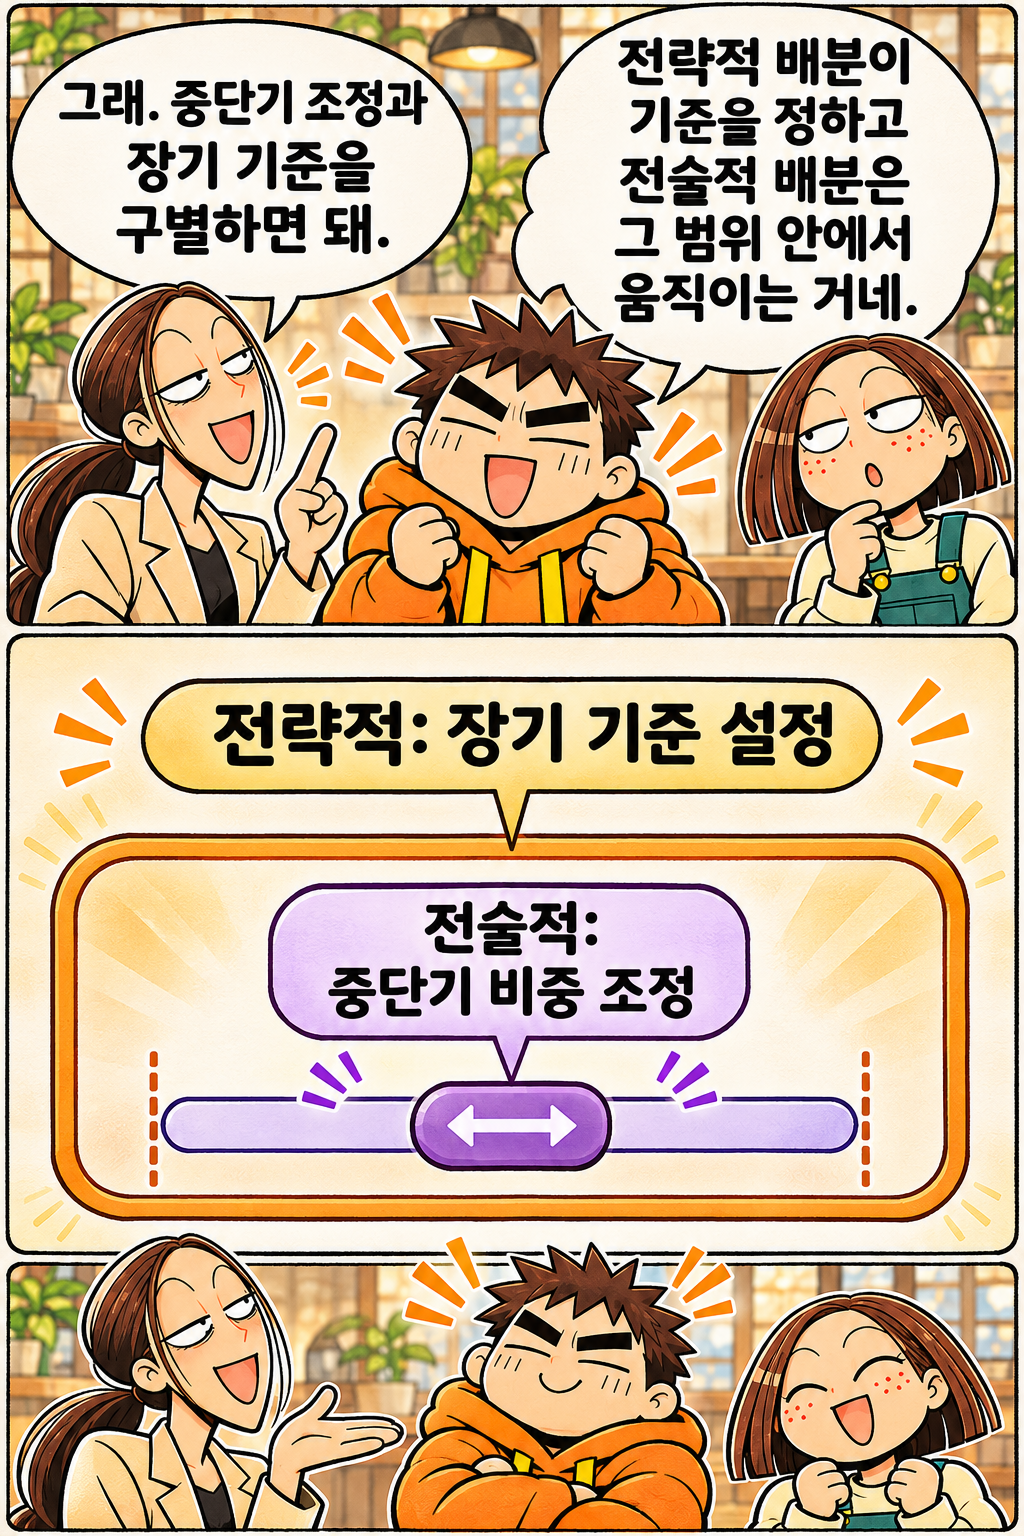 그래. 중단기 조정과
장기 기준을
구별하면 돼.
전략적 배분이
기준을 정하고
전술적 배분은
그 범위 안에서
움직이는 거네.
전략적: 장기 기준 설정
전술적:
중단기 비중 조정